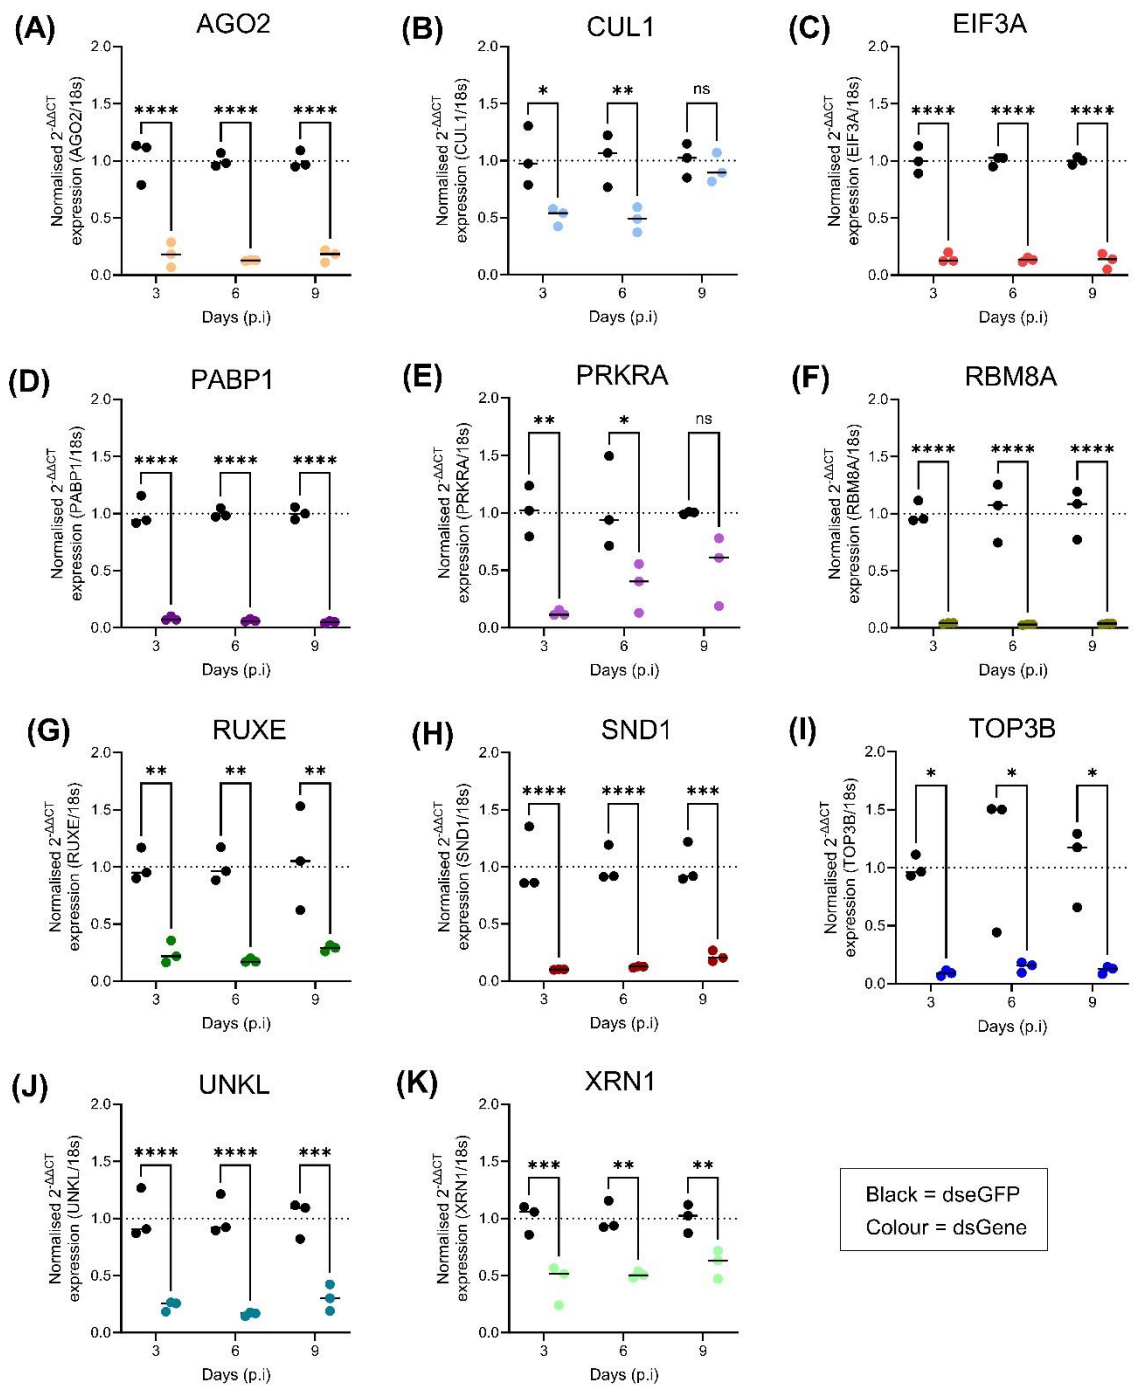 (A) AGO2
Normalised 2^-ΔΔCT
expression (AGO2/18s)
2.0
1.5
1.0
0.5
0.0
**** **** ****
3 6 9
Days (p.i)
(B) CUL1
Normalised 2^-ΔΔCT
expression (CUL1/18s)
2.0
1.5
1.0
0.5
0.0
* ** ns
3 6 9
Days (p.i)
(C) EIF3A
Normalised 2^-ΔΔCT
expression (EIF3A/18s)
2.0
1.5
1.0
0.5
0.0
**** **** ****
3 6 9
Days (p.i)
(D) PABP1
Normalised 2^-ΔΔCT
expression (PABP1/18s)
2.0
1.5
1.0
0.5
0.0
**** **** ****
3 6 9
Days (p.i)
(E) PRKRA
Normalised 2^-ΔΔCT
expression (PRKRA/18s)
2.0
1.5
1.0
0.5
0.0
** * ns
3 6 9
Days (p.i)
(F) RBM8A
Normalised 2^-ΔΔCT
expression (RBM8A/18s)
2.0
1.5
1.0
0.5
0.0
**** **** ****
3 6 9
Days (p.i)
(G) RUXE
Normalised 2^-ΔΔCT
expression (RUXE/18s)
2.0
1.5
1.0
0.5
0.0
** ** **
3 6 9
Days (p.i)
(H) SND1
Normalised 2^-ΔΔCT
expression (SND1/18s)
2.0
1.5
1.0
0.5
0.0
**** **** ***
3 6 9
Days (p.i)
(I) TOP3B
Normalised 2^-ΔΔCT
expression (TOP3B/18s)
2.0
1.5
1.0
0.5
0.0
* * *
3 6 9
Days (p.i)
(J) UNKL
Normalised 2^-ΔΔCT
expression (UNKL/18s)
2.0
1.5
1.0
0.5
0.0
**** **** ***
3 6 9
Days (p.i)
(K) XRN1
Normalised 2^-ΔΔCT
expression (XRN1/18s)
2.0
1.5
1.0
0.5
0.0
*** ** **
3 6 9
Days (p.i)
Black = dseGFP
Colour = dsGene